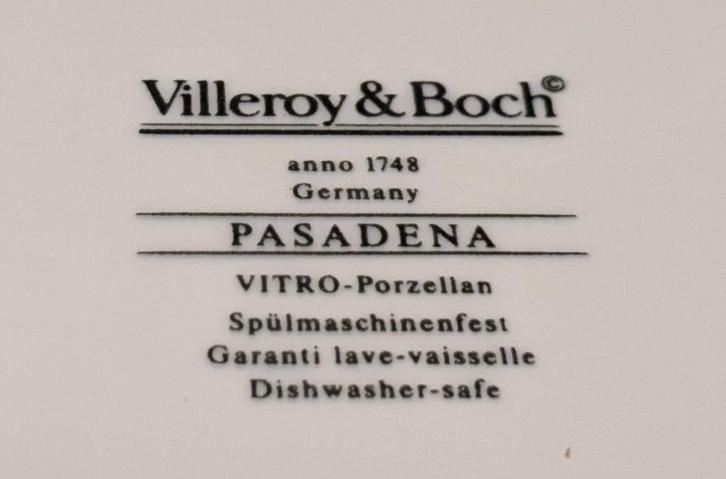 Villeroy & Boch©
anno 1748
Germany
PASADENA
VITRO-Porzellan
Spülmaschinenfest
Garanti lave-vaisselle
Dishwasher-safe